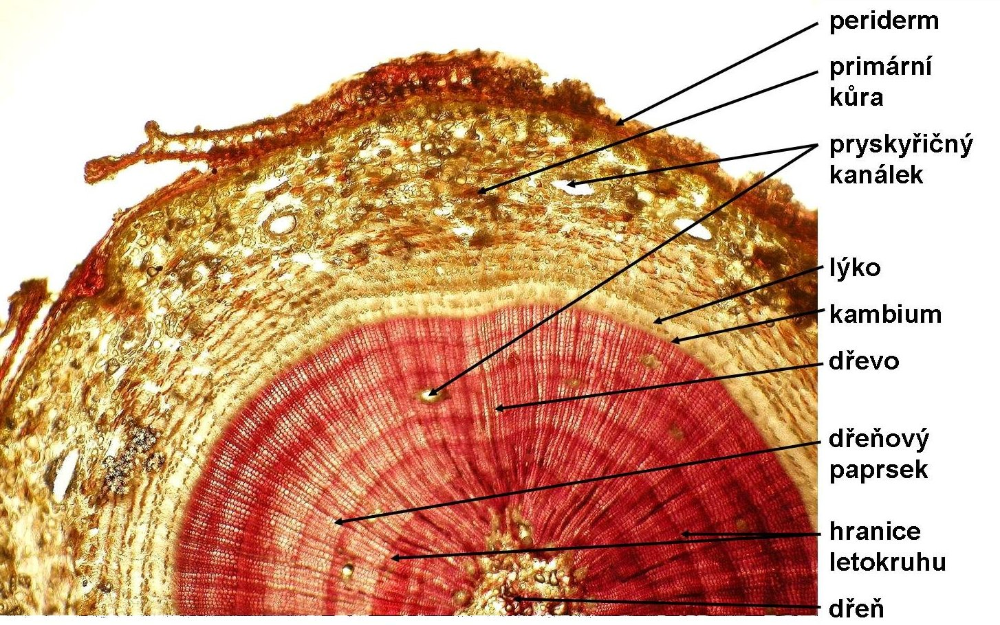 periderm
primární
kůra
pryskyřičný
kanálek
lýko
kambium
dřevo
dřeňový
paprsek
hranice
letokruhu
dřeň